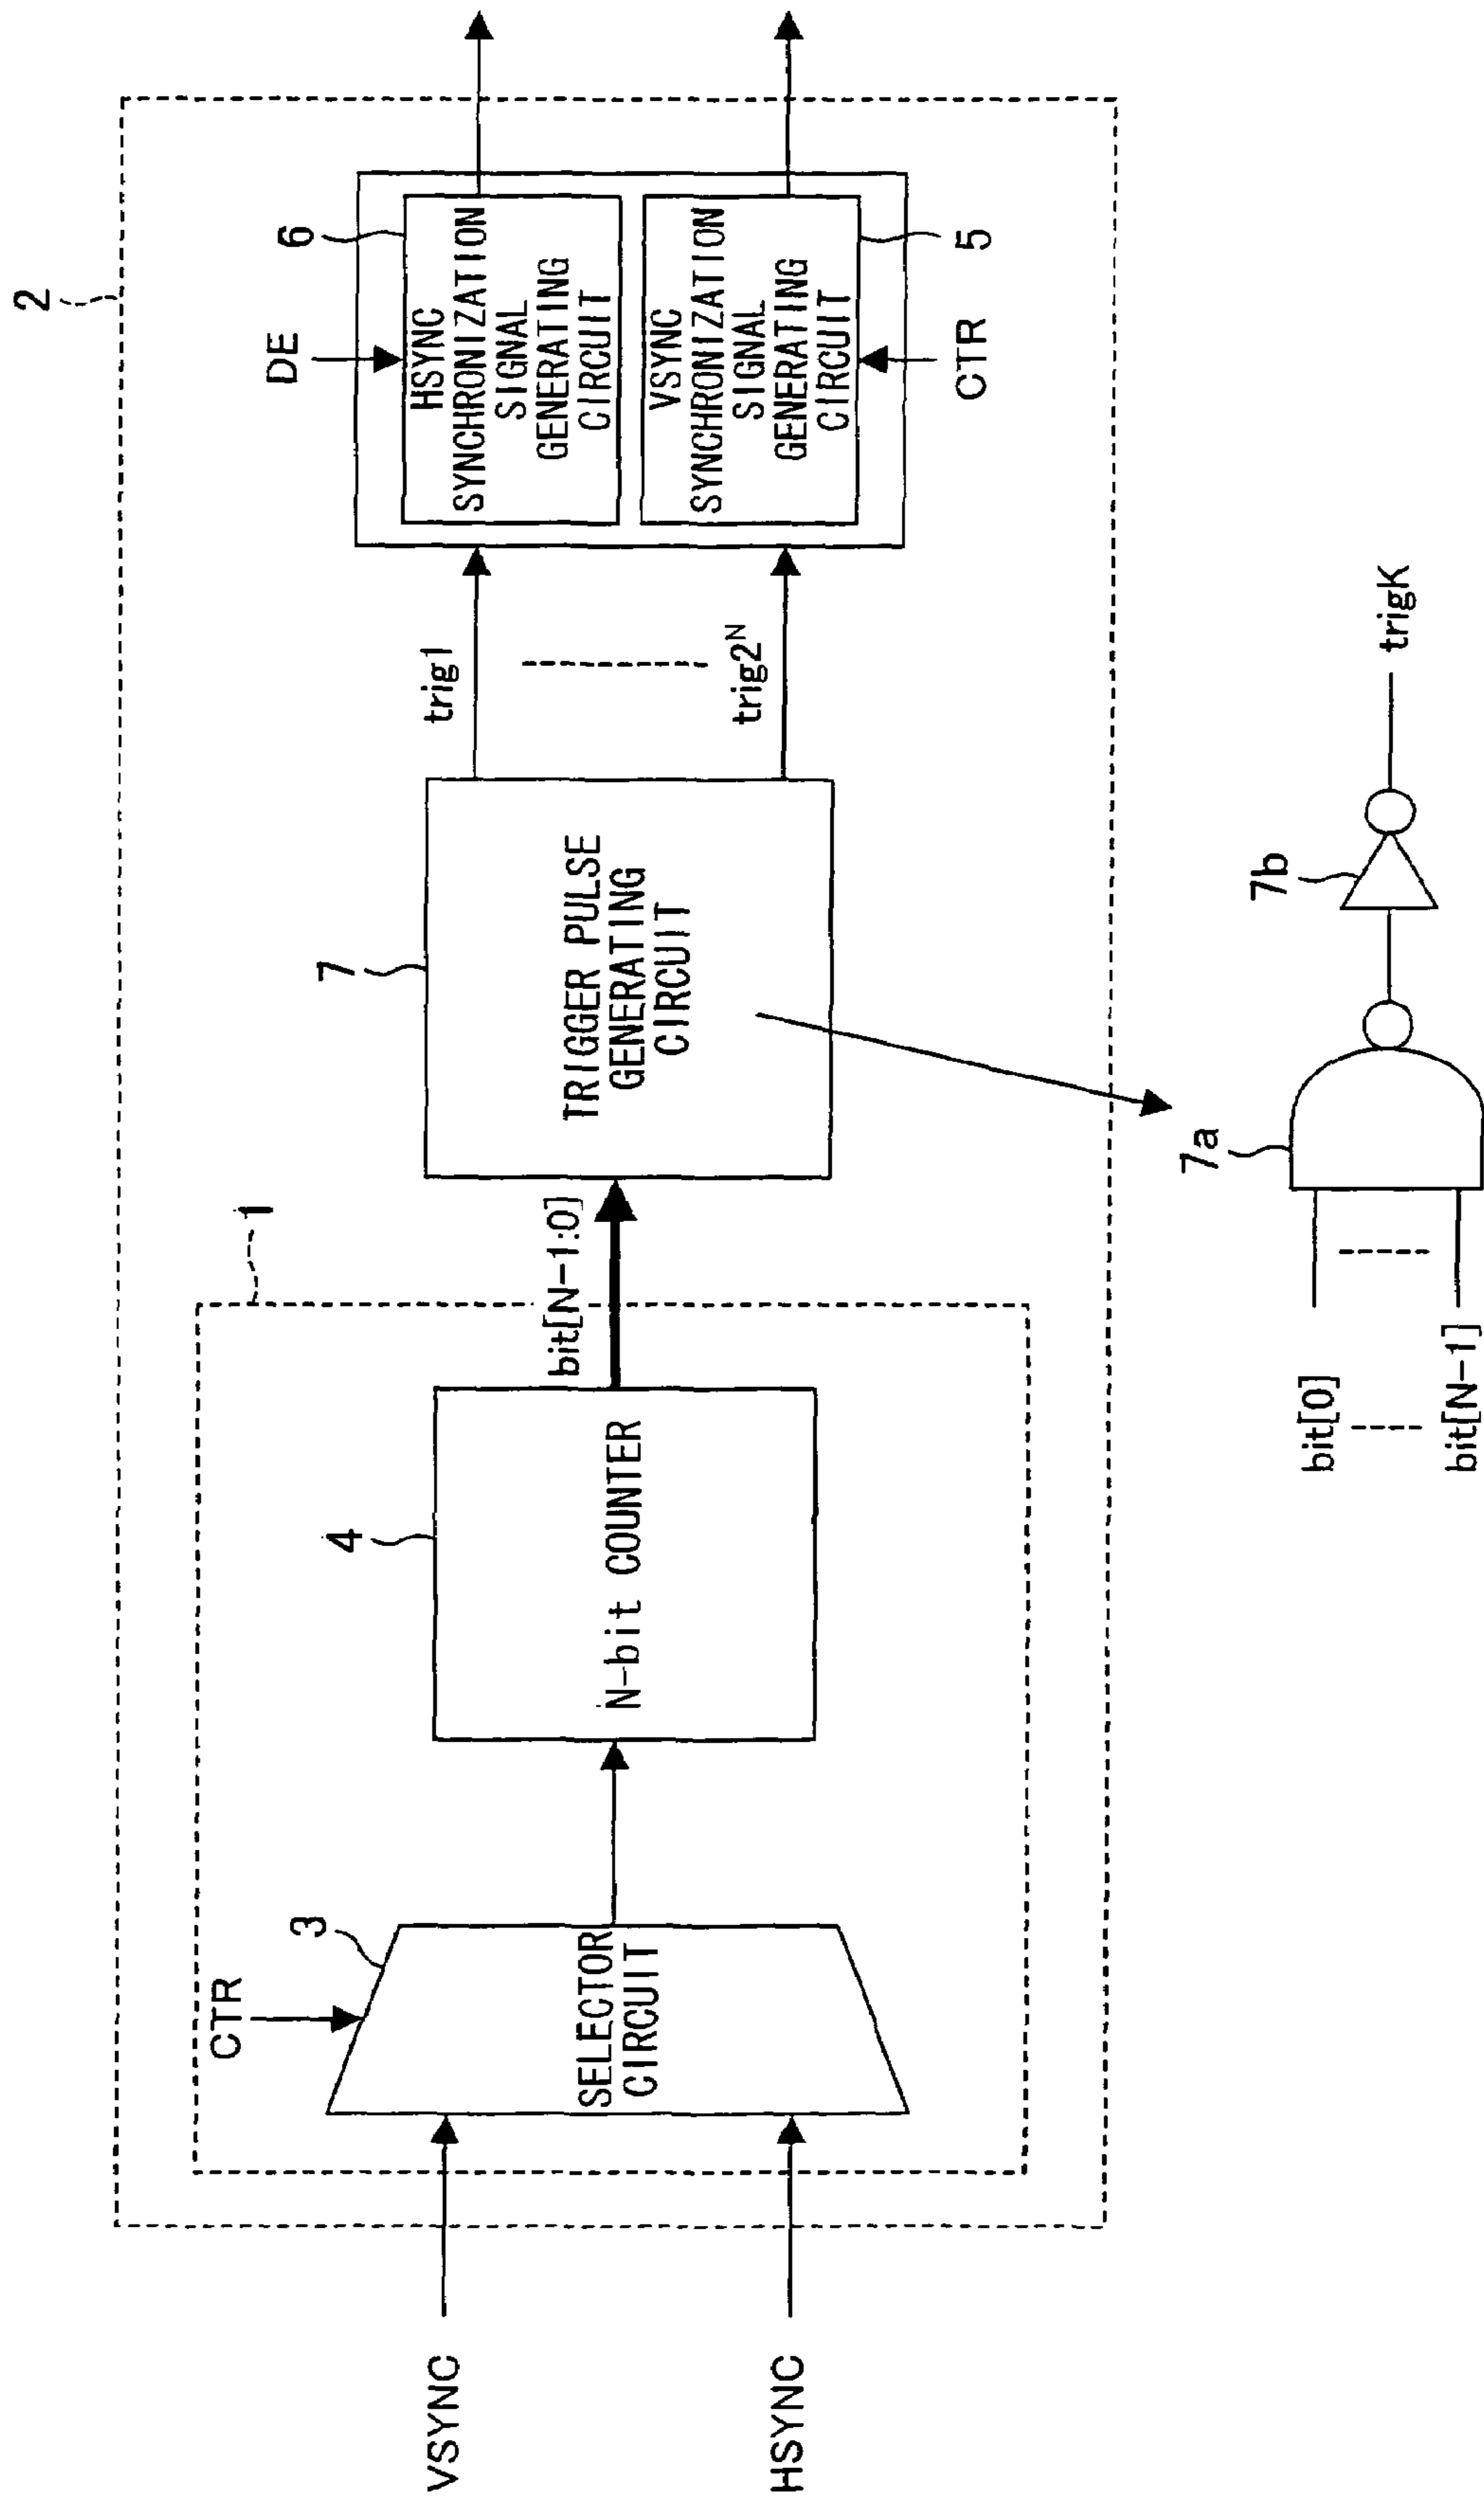 2
1
CTR
3
VSYNC
HSYNC
SELECTOR
CIRCUIT
4
N-bit COUNTER
bit[N-1:0]
7
TRIGGER PULSE
GENERATING
CIRCUIT
trig1
trig2ᴺ
DE
6
HSYNC
SYNCHRONIZATION
SIGNAL
GENERATING
CIRCUIT
VSYNC
SYNCHRONIZATION
SIGNAL
GENERATING
CIRCUIT
5
CTR
bit[0]
bit[N-1]
7a
7b
trigK